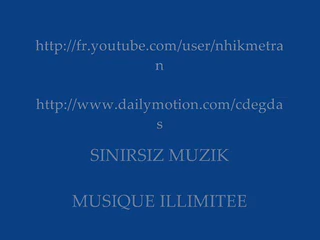 http://fr.youtube.com/user/nhikmetra
n
http://www.dailymotion.com/cdegda
s
SINIRSIZ MUZIK
MUSIQUE ILLIMITEE